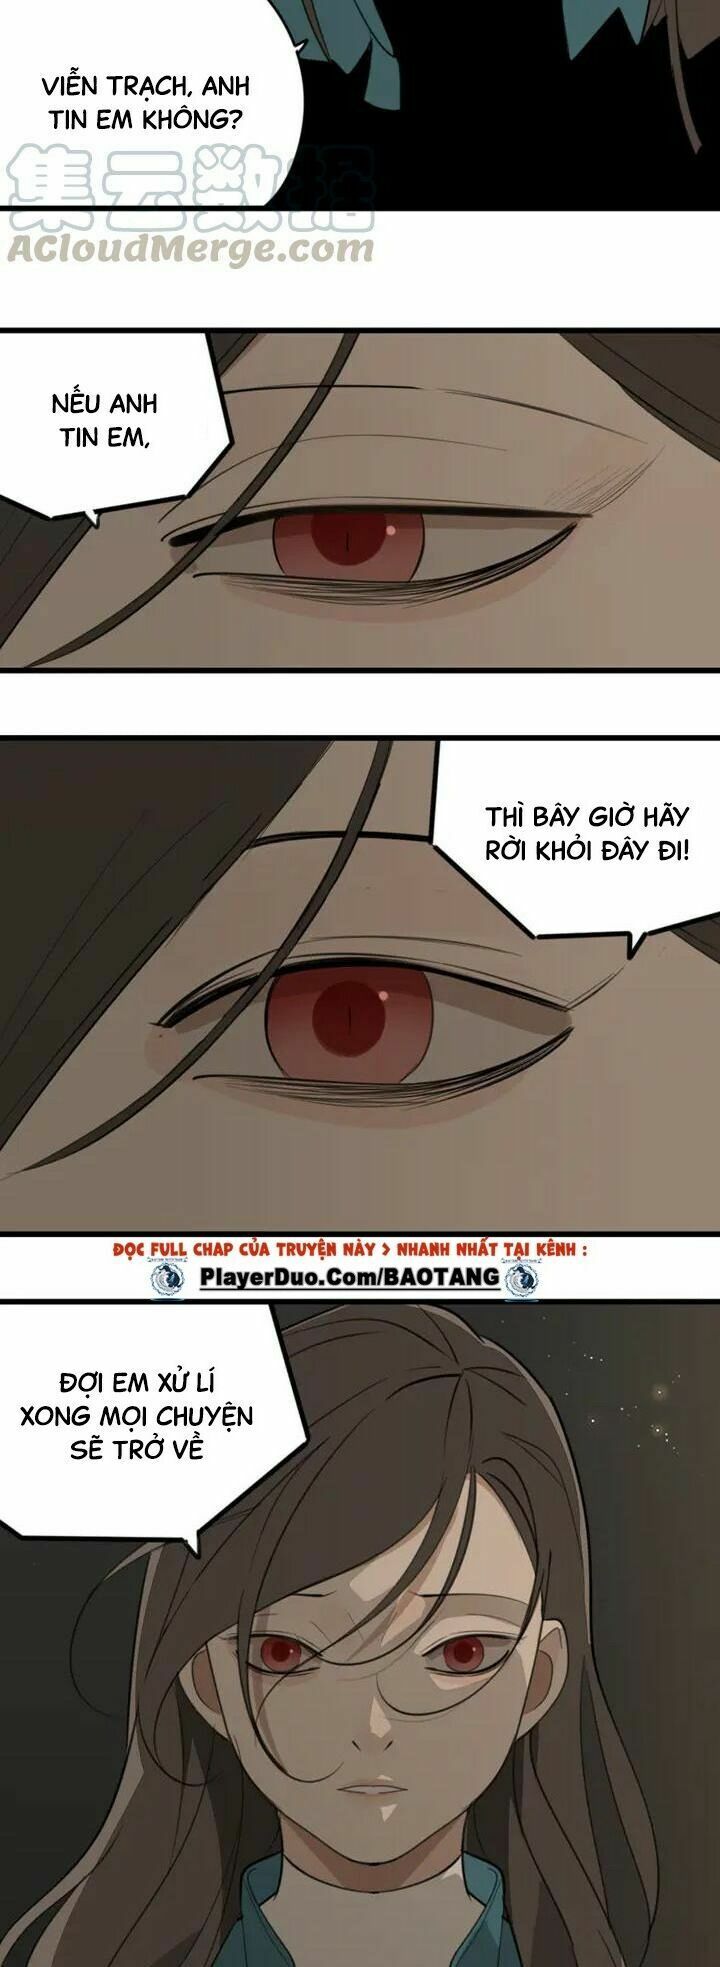 VIỄN TRẠCH, ANH
TIN EM KHÔNG?
集云数据
ACloudMerge.com
NẾU ANH
TIN EM,
THÌ BÂY GIỜ HÃY
RỜI KHỎI ĐÂY ĐI!
ĐỌC FULL CHAP CỦA TRUYỆN NÀY > NHANH NHẤT TẠI KÊNH :
PlayerDuo.Com/BAOTANG
ĐỢI EM XỬ LÍ
XONG MỌI CHUYỆN
SẼ TRỞ VỀ